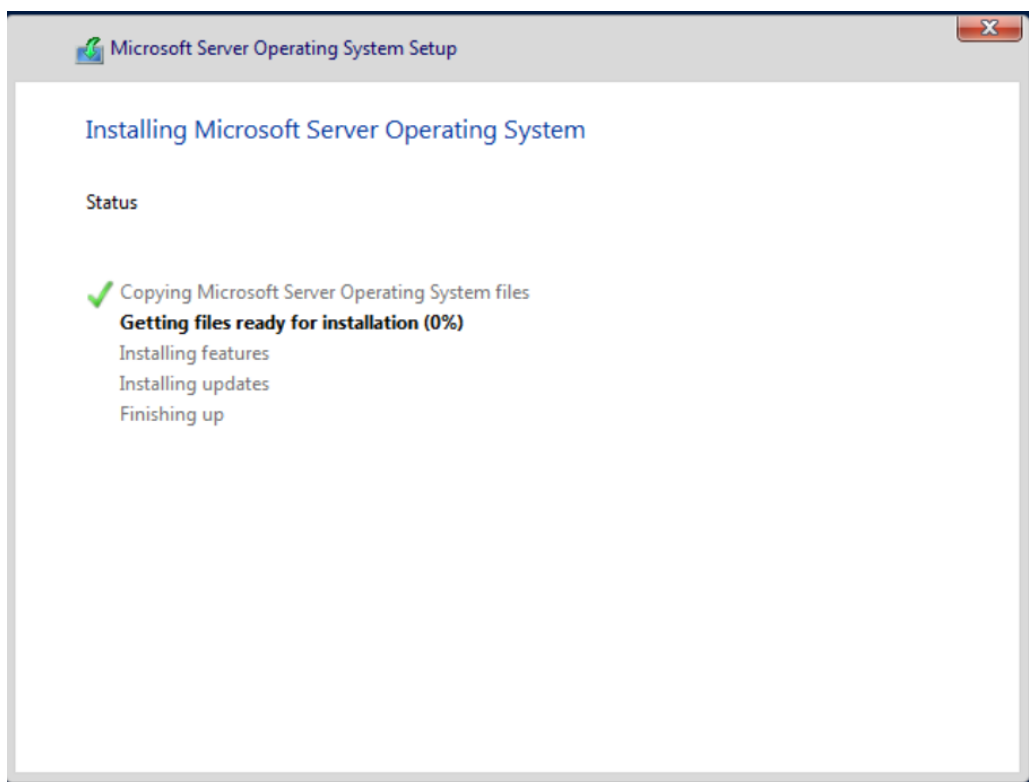 Microsoft Server Operating System Setup
Installing Microsoft Server Operating System
Status
Copying Microsoft Server Operating System files
Getting files ready for installation (0%)
Installing features
Installing updates
Finishing up